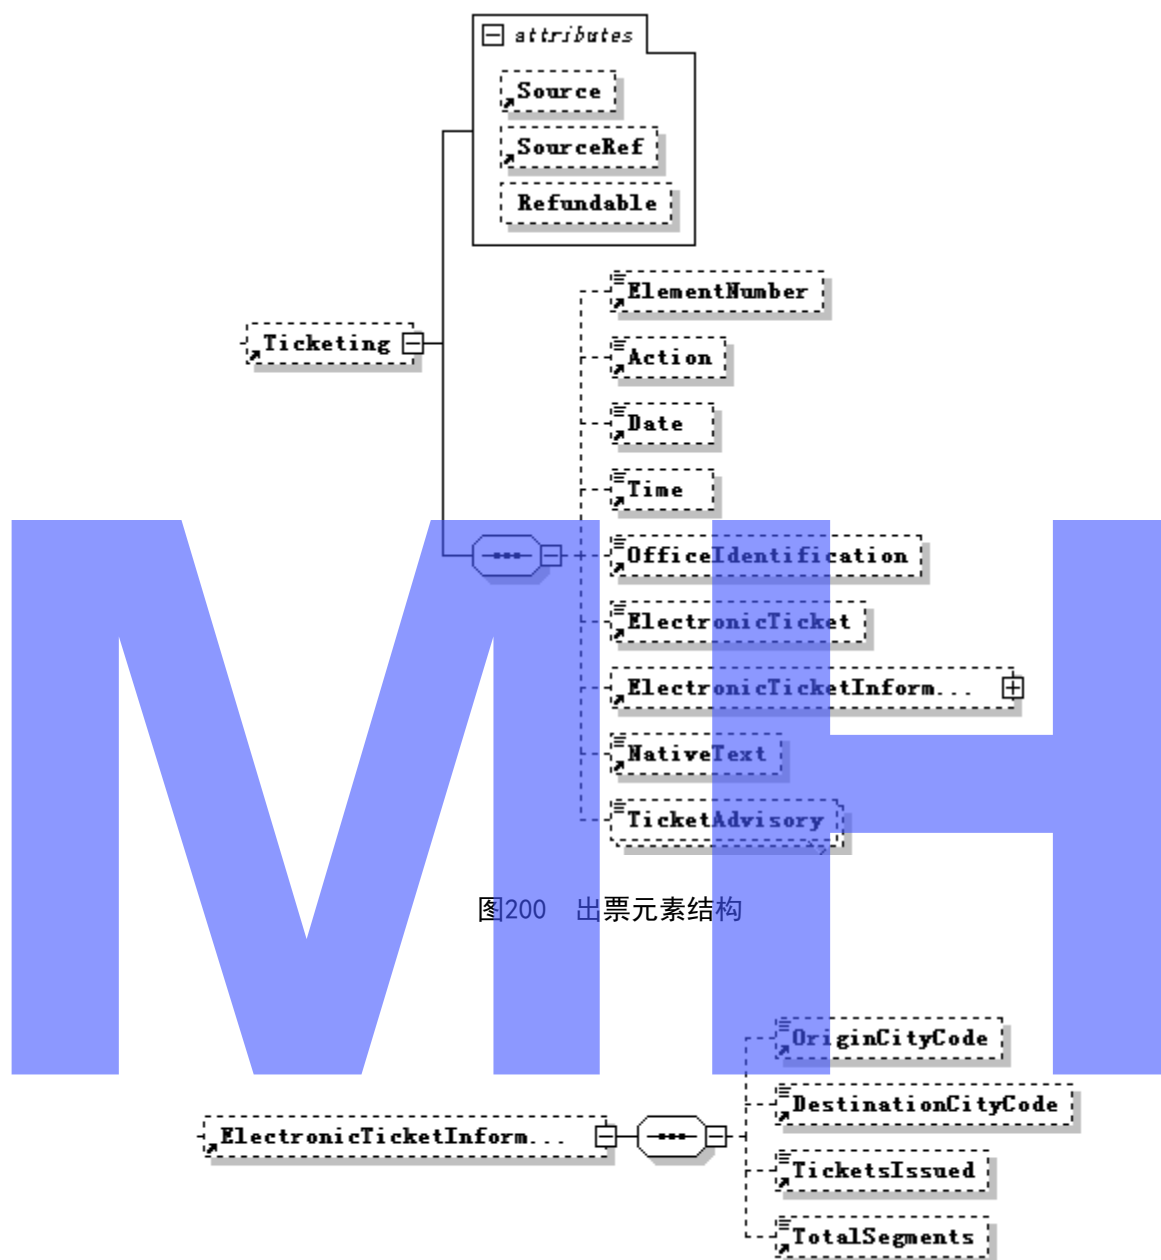 attributes
Source
SourceRef
Refundable
Ticketing
ElementNumber
Action
Date
Time
OfficeIdentification
ElectronicTicket
ElectronicTicketInform...
NativeText
TicketAdvisory
图200 出票元素结构
MH
OriginCityCode
DestinationCityCode
ElectronicTicketInform...
TicketsIssued
TotalSegments